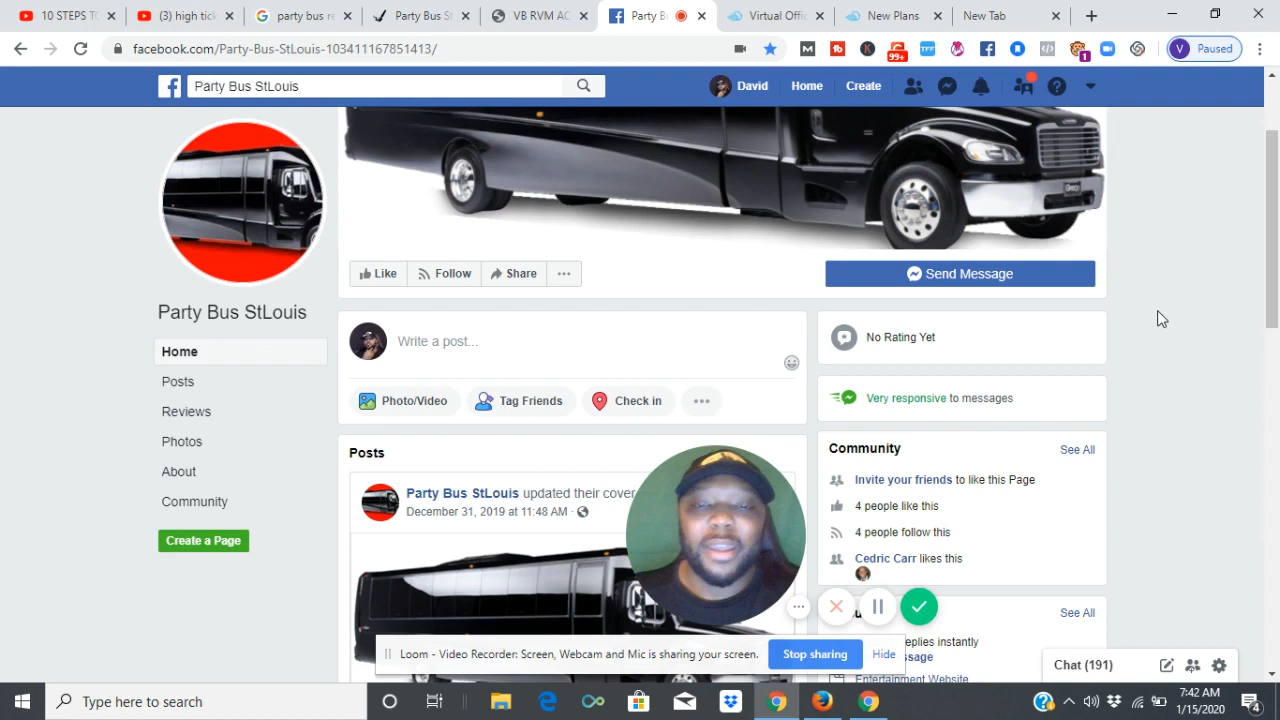 10 STEPS TO
(3) high tick
party bus re
Party Bus St
VB RVM AC
Party B
Virtual Offic
New Plans
New Tab
facebook.com/Party-Bus-StLouis-103411167851413/
99+
TFF
1
V Paused
Party Bus StLouis
David
Home
Create
Party Bus StLouis
Home
Posts
Reviews
Photos
About
Community
Create a Page
Like
Follow
Share
Send Message
Write a post...
Photo/Video
Tag Friends
Check in
Posts
Party Bus StLouis updated their cover
December 31, 2019 at 11:48 AM
No Rating Yet
Very responsive to messages
Community
See All
Invite your friends to like this Page
4 people like this
4 people follow this
Cedric Carr likes this
See All
eplies instantly
ssage
Entertainment Website
Loom - Video Recorder: Screen, Webcam and Mic is sharing your screen.
Stop sharing
Hide
Chat (191)
Type here to search
7:42 AM
1/15/2020
4